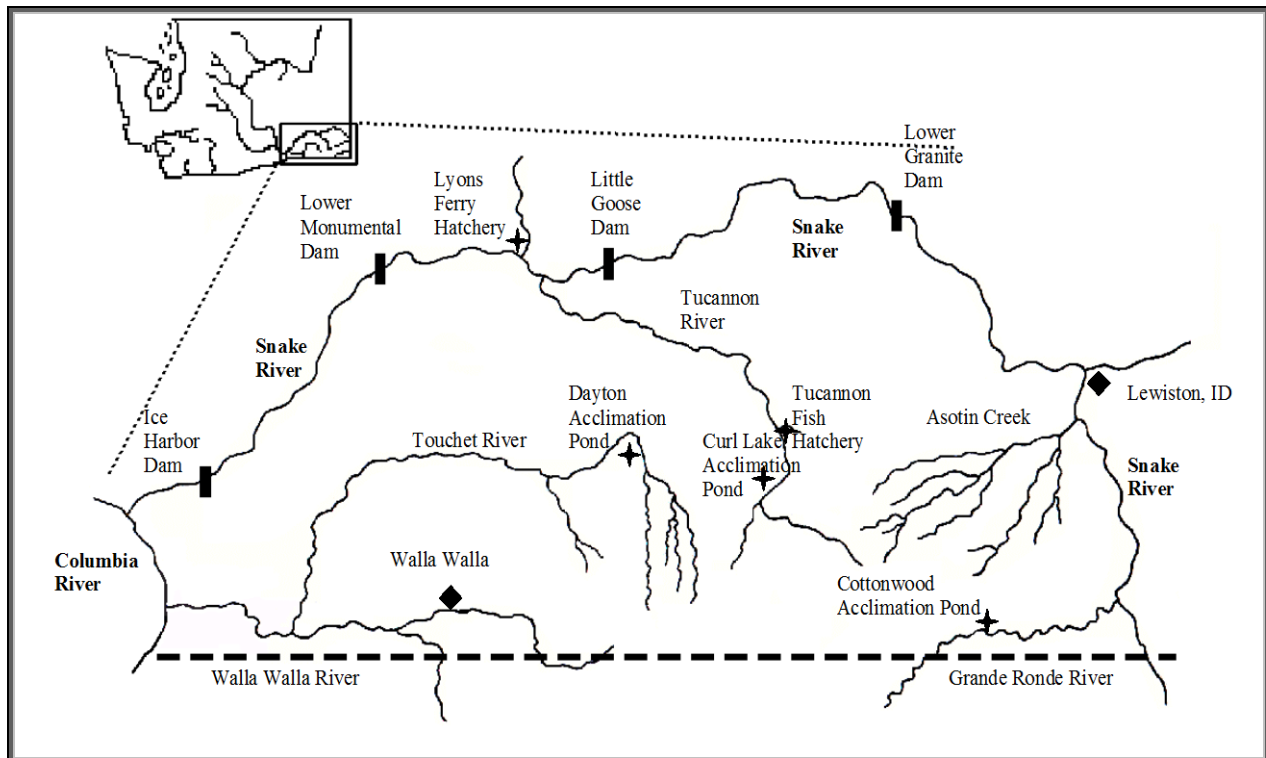 Lower
Granite
Dam
Lyons
Ferry
Hatchery
Little
Goose
Dam
Lower
Monumental
Dam
Snake
River
Tucannon
River
Snake
River
Dayton
Acclimation
Pond
Tucannon
Fish
Hatchery
Lewiston, ID
Ice
Harbor
Dam
Touchet River
Curl Lake
Acclimation
Pond
Asotin Creek
Snake
River
Columbia
River
Walla Walla
Cottonwood
Acclimation Pond
Walla Walla River
Grande Ronde River